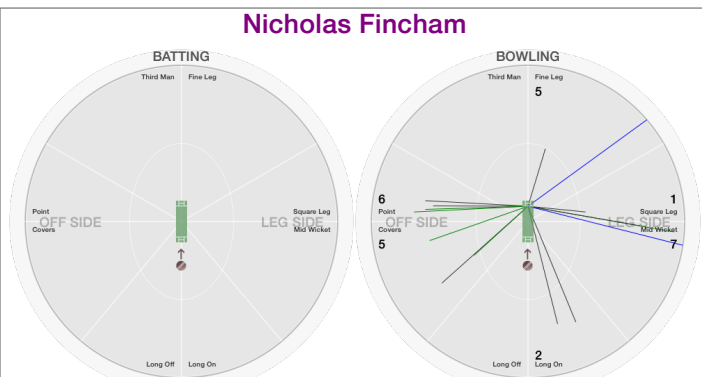 Nicholas Fincham
BATTING
BOWLING
Third Man
Fine Leg
Third Man
Fine Leg
5
6
1
Point
OFF SIDE
Covers
Square Leg
LEG SIDE
Mid Wicket
Point
OFF SIDE
Covers
Square Leg
LEG SIDE
Mid Wicket
5
7
2
Long Off
Long On
Long Off
Long On